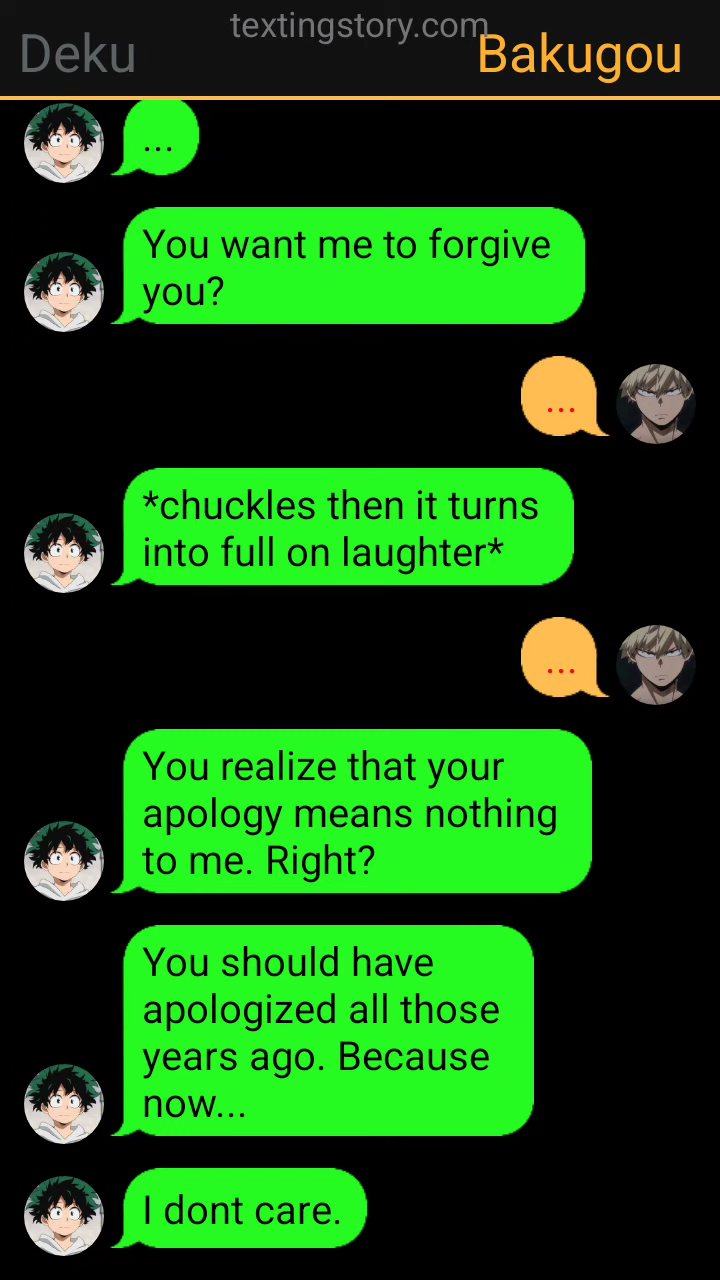 textingstory.com
Deku
Bakugou
...
You want me to forgive
you?
...
*chuckles then it turns
into full on laughter*
...
You realize that your
apology means nothing
to me. Right?
You should have
apologized all those
years ago. Because
now...
I dont care.